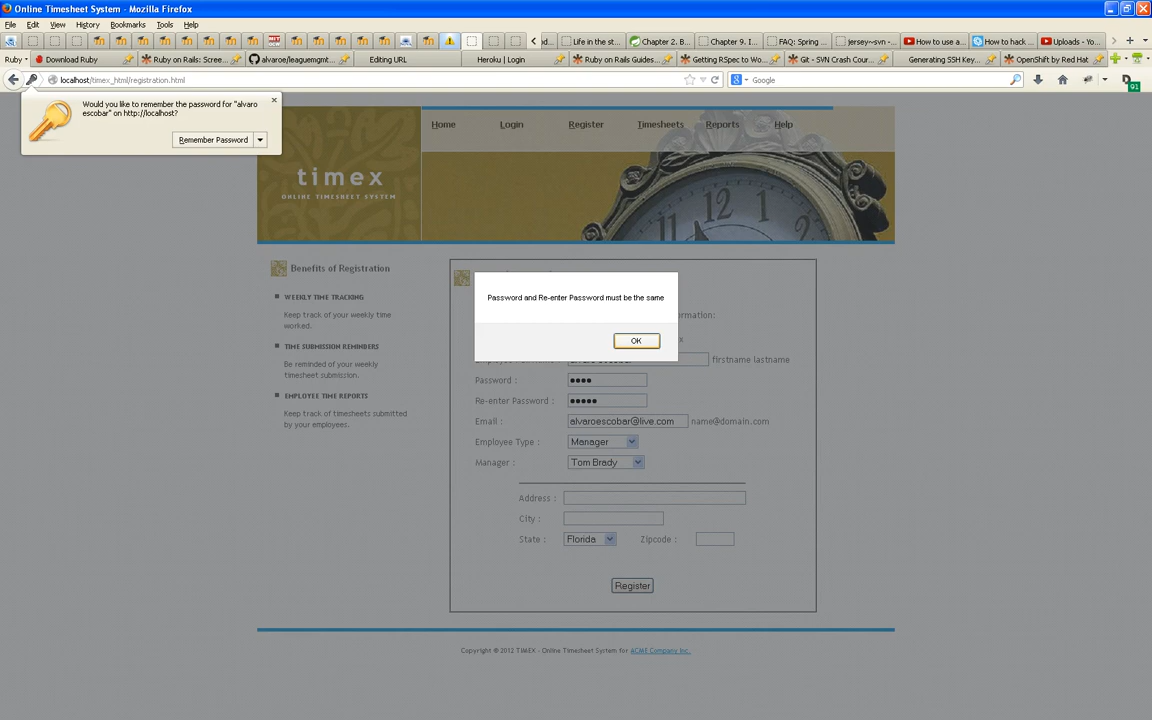 Online Timesheet System - Mozilla Firefox
File Edit View History Bookmarks Tools Help
Life in the st Chapter 2. B... Chapter 9. I... FAQ: Spring ... jersey~svn - ... How to use a How to hack Uploads - Yo...
Ruby Download Ruby Ruby on Rails: Scree... alvaroe/leaguemgmt... Editing URL Heroku | Login Ruby on Rails Guides... Getting RSpec to Wo... Git - SVN Crash Course Generating SSH Key... OpenShift by Red Hat
localhost/timex_html/registration.html Google
91
Would you like to remember the password for "alvaro
escobar" on http://localhost?
Remember Password
Home Login Register Timesheets Reports Help
timex
ONLINE TIMESHEET SYSTEM
12 1
Benefits of Registration
WEEKLY TIME TRACKING
Keep track of your weekly time
worked.
TIME SUBMISSION REMINDERS
Be reminded of your weekly
timesheet submission.
EMPLOYEE TIME REPORTS
Keep track of timesheets submitted
by your employees.
Password and Re-enter Password must be the same
OK
firstname lastname
Password :
Re-enter Password :
Email : alvaroescobar@live.com name@domain.com
Employee Type : Manager
Manager : Tom Brady
Address :
City :
State : Florida Zipcode :
Register
Copyright © 2012 TIMEX - Online Timesheet System for ACME Company Inc.